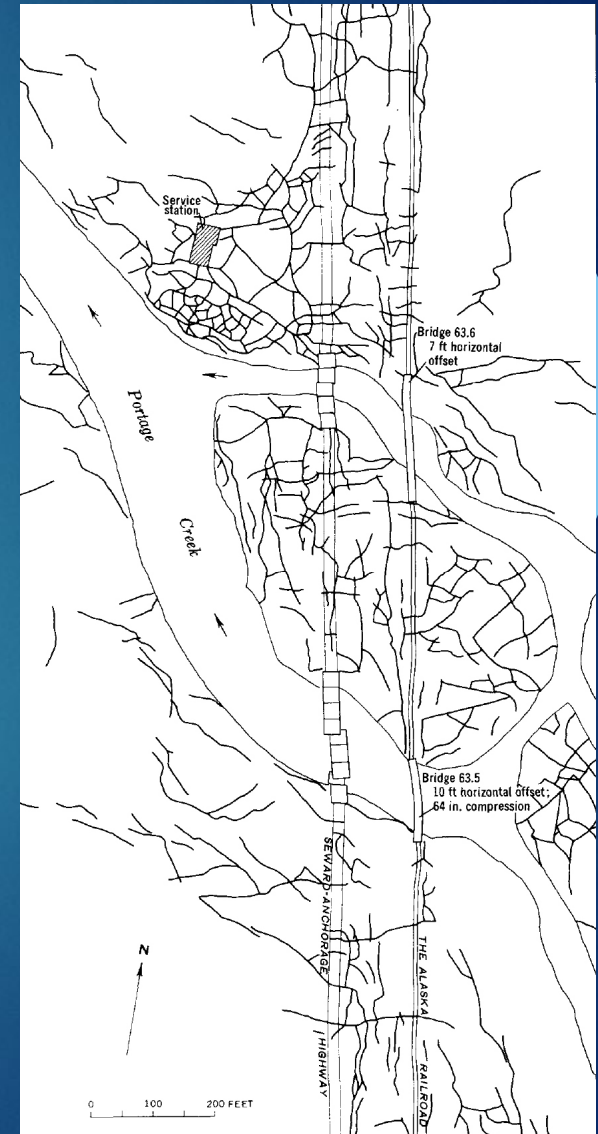 Service
station
Bridge 63.6
7 ft horizontal
offset
Portage
Creek
Bridge 63.5
10 ft horizontal offset;
64 in. compression
SEWARD-ANCHORAGE
HIGHWAY
THE ALASKA
RAILROAD
N
0 100 200 FEET